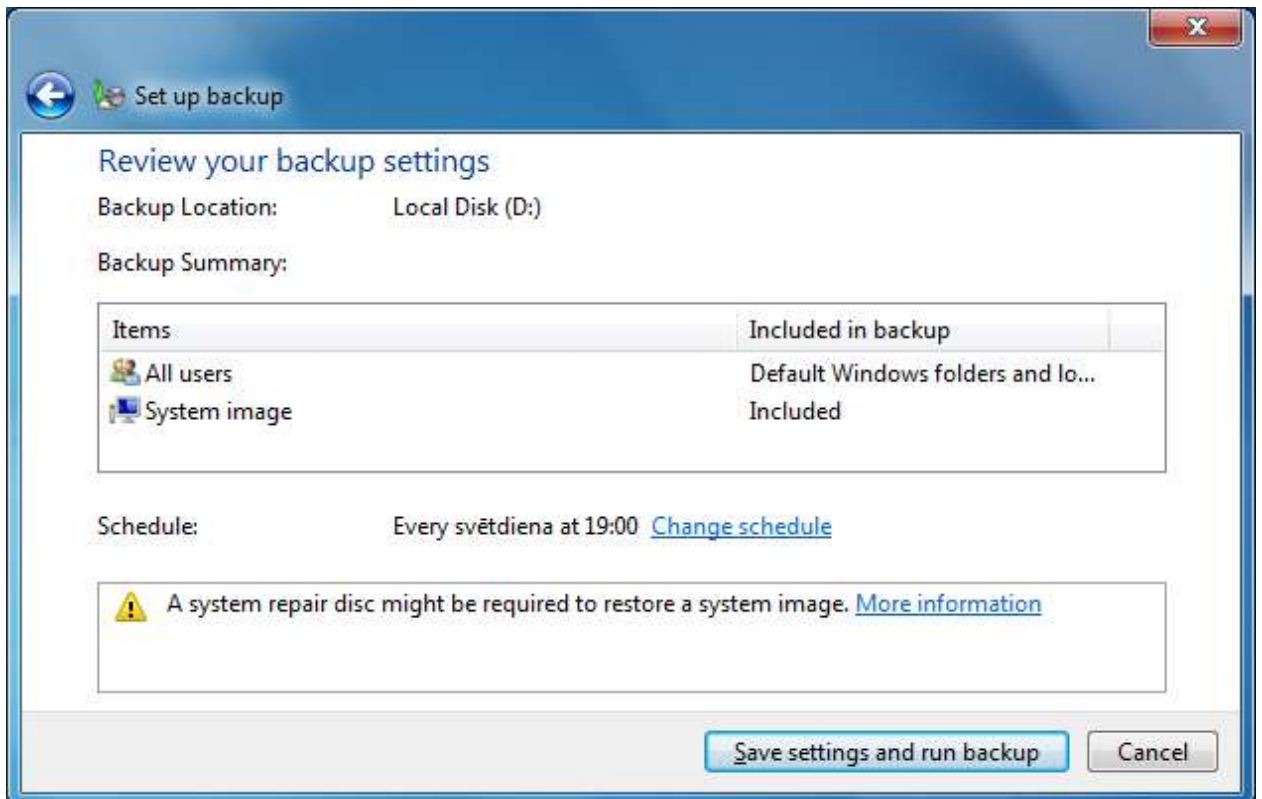 Set up backup
Review your backup settings
Backup Location: Local Disk (D:)
Backup Summary:
Items Included in backup
All users Default Windows folders and lo...
System image Included
Schedule: Every svētdiena at 19:00 Change schedule
A system repair disc might be required to restore a system image. More information
Save settings and run backup Cancel